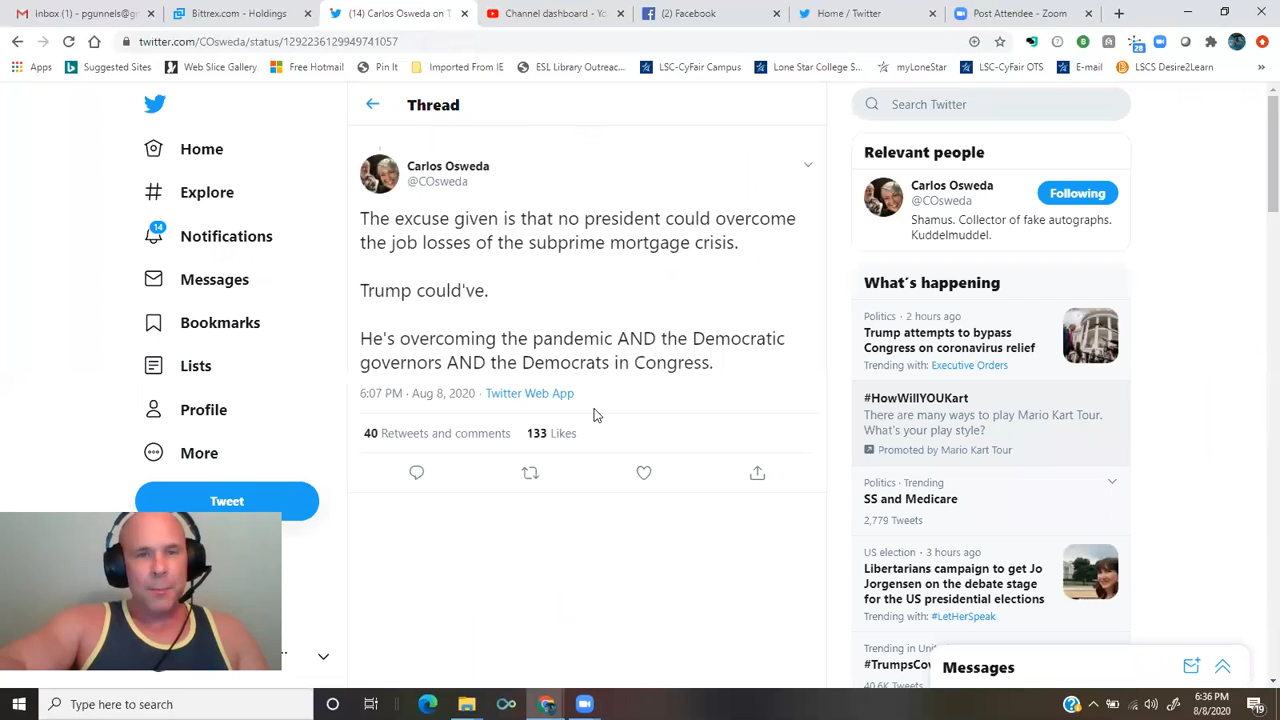 Inbox (1) - pgunnels@g
Bittrex.com - Holdings
(14) Carlos Osweda on T
Channel dashboard - Yo
(2) Facebook
Home / Twitter
Post Attendee - Zoom
twitter.com/COsweda/status/1292236129949741057
28
Apps
Suggested Sites
Web Slice Gallery
Free Hotmail
Pin It
Imported From IE
ESL Library Outreac...
LSC-CyFair Campus
Lone Star College S...
myLoneStar
LSC-CyFair OTS
E-mail
LSCS Desire2Learn
»
Home
Explore
14
Notifications
Messages
Bookmarks
Lists
Profile
More
Tweet
Thread
Carlos Osweda
@COsweda
The excuse given is that no president could overcome
the job losses of the subprime mortgage crisis.
Trump could've.
He's overcoming the pandemic AND the Democratic
governors AND the Democrats in Congress.
6:07 PM · Aug 8, 2020 · Twitter Web App
40 Retweets and comments 133 Likes
Search Twitter
Relevant people
Carlos Osweda
@COsweda
Following
Shamus. Collector of fake autographs.
Kuddelmuddel.
What's happening
Politics · 2 hours ago
Trump attempts to bypass
Congress on coronavirus relief
Trending with: Executive Orders
#HowWillYOUKart
There are many ways to play Mario Kart Tour.
What's your play style?
Promoted by Mario Kart Tour
Politics · Trending
SS and Medicare
2,779 Tweets
US election · 3 hours ago
Libertarians campaign to get Jo
Jorgensen on the debate stage
for the US presidential elections
Trending with: #LetHerSpeak
Trending in Unit
#TrumpsCov
40.6K Tweets
Messages
Type here to search
6:36 PM
8/8/2020
19